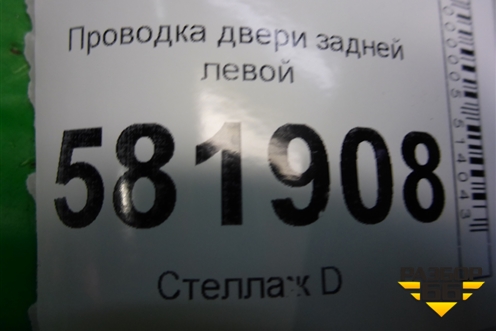 Проводка двери задней
левой
581908
Стеллаж D